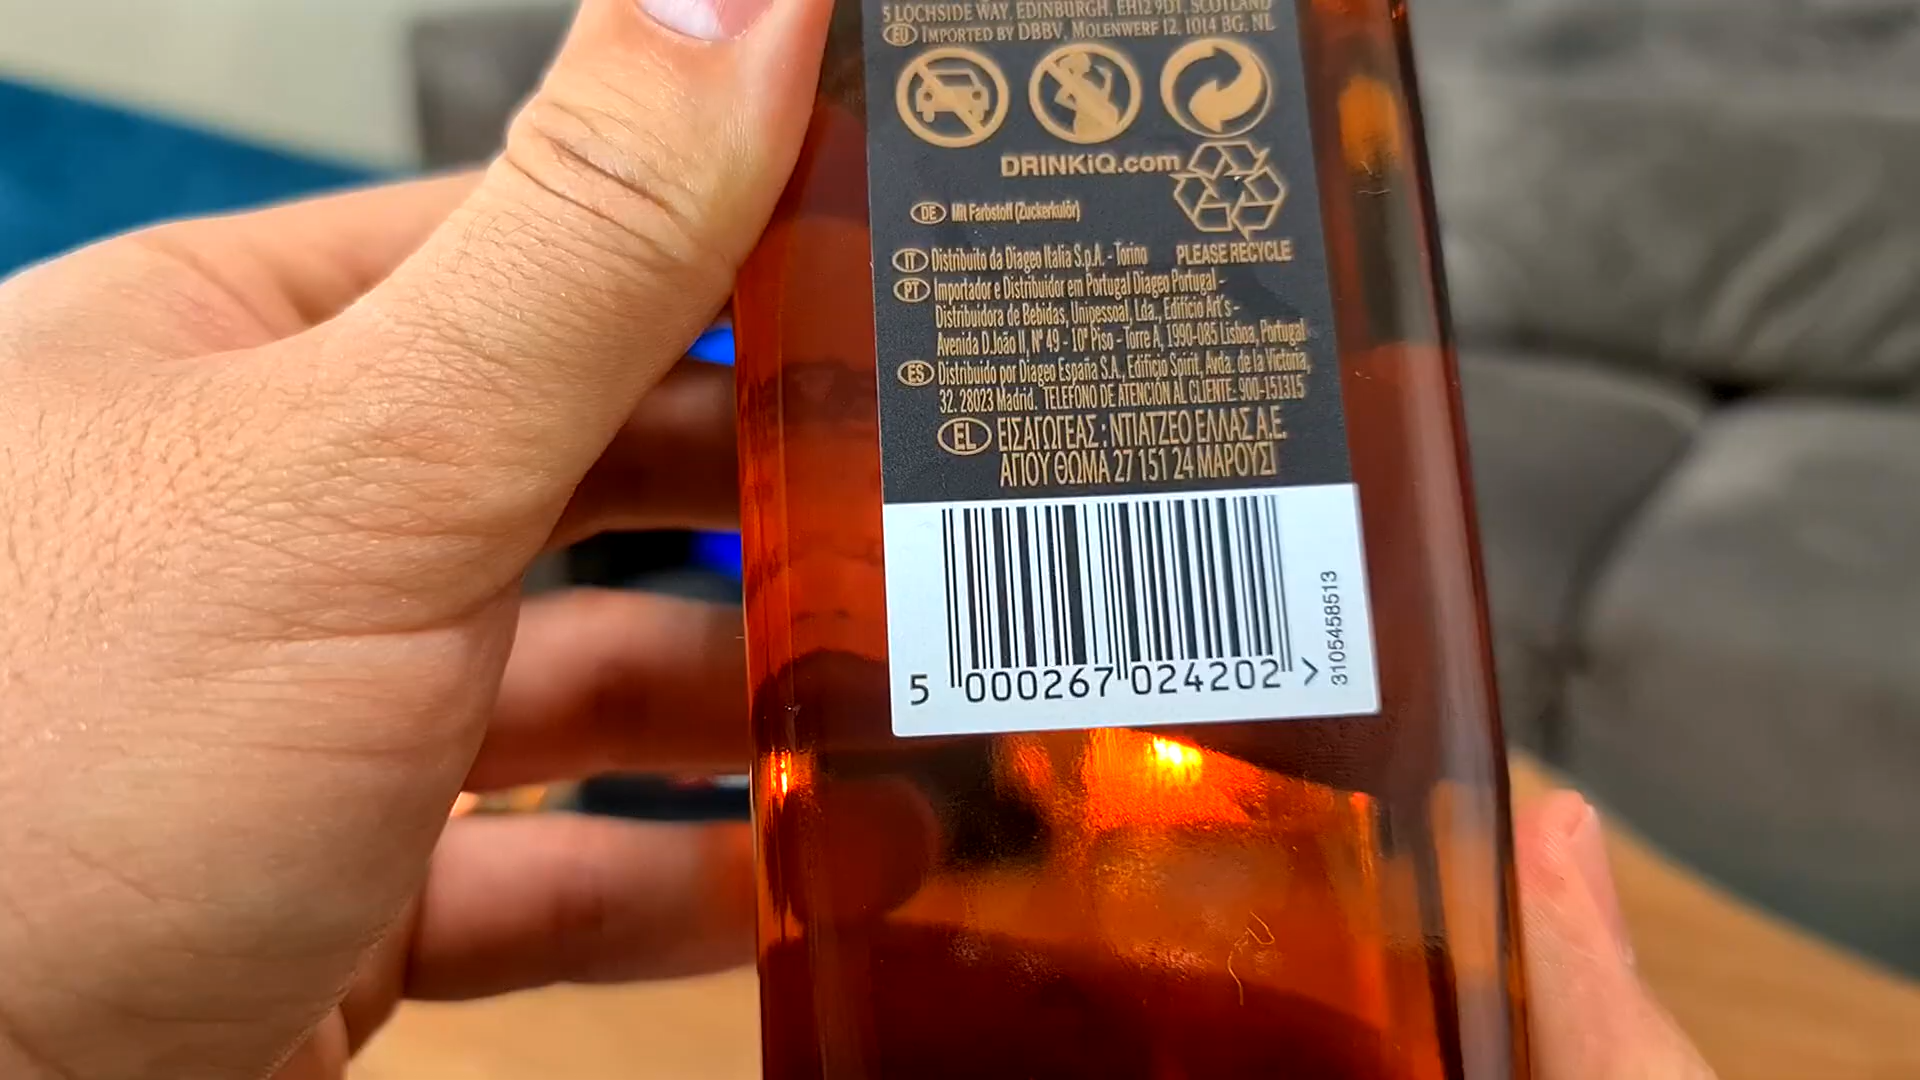 5 LOCHSIDE WAY, EDINBURGH, EH12 9DT, SCOTLAND
EU IMPORTED BY DBBV, MOLENWERF 12, 1014 BG, NL
DRINKiQ.com
DE Mit Farbstoff (Zuckerkulör)
IT Distribuito da Diageo Italia S.p.A. - Torino
PLEASE RECYCLE
PT Importador e Distribuidor em Portugal Diageo Portugal -
Distribuidora de Bebidas, Unipessoal, Lda., Edifício Art's -
Avenida D.João II, Nº 49 - 10º Piso - Torre A, 1990-085 Lisboa, Portugal
ES Distribuido por Diageo España S.A., Edificio Spirit, Avda. de la Victoria,
32. 28023 Madrid. TELEFONO DE ATENCIÓN AL CLIENTE: 900-151315
EL ΕΙΣΑΓΩΓΕΑΣ : ΝΤΙΑΤΖΕΟ ΕΛΛΑΣ Α.Ε.
ΑΓΙΟΥ ΘΩΜΑ 27 151 24 ΜΑΡΟΥΣΙ
5 000267 024202 >
3105458513